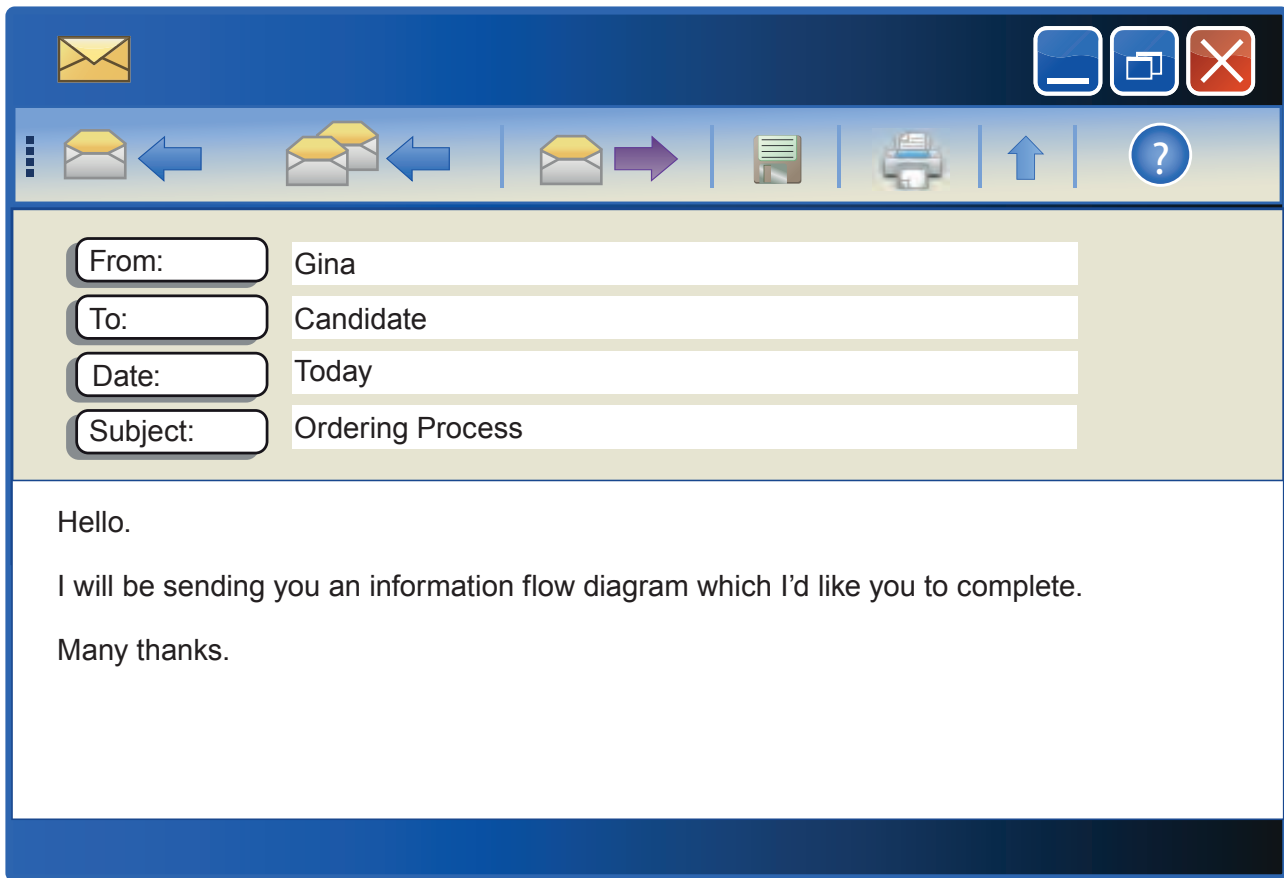 ?
From:
Gina
To:
Candidate
Date:
Today
Subject:
Ordering Process
Hello.
I will be sending you an information flow diagram which I’d like you to complete.
Many thanks.